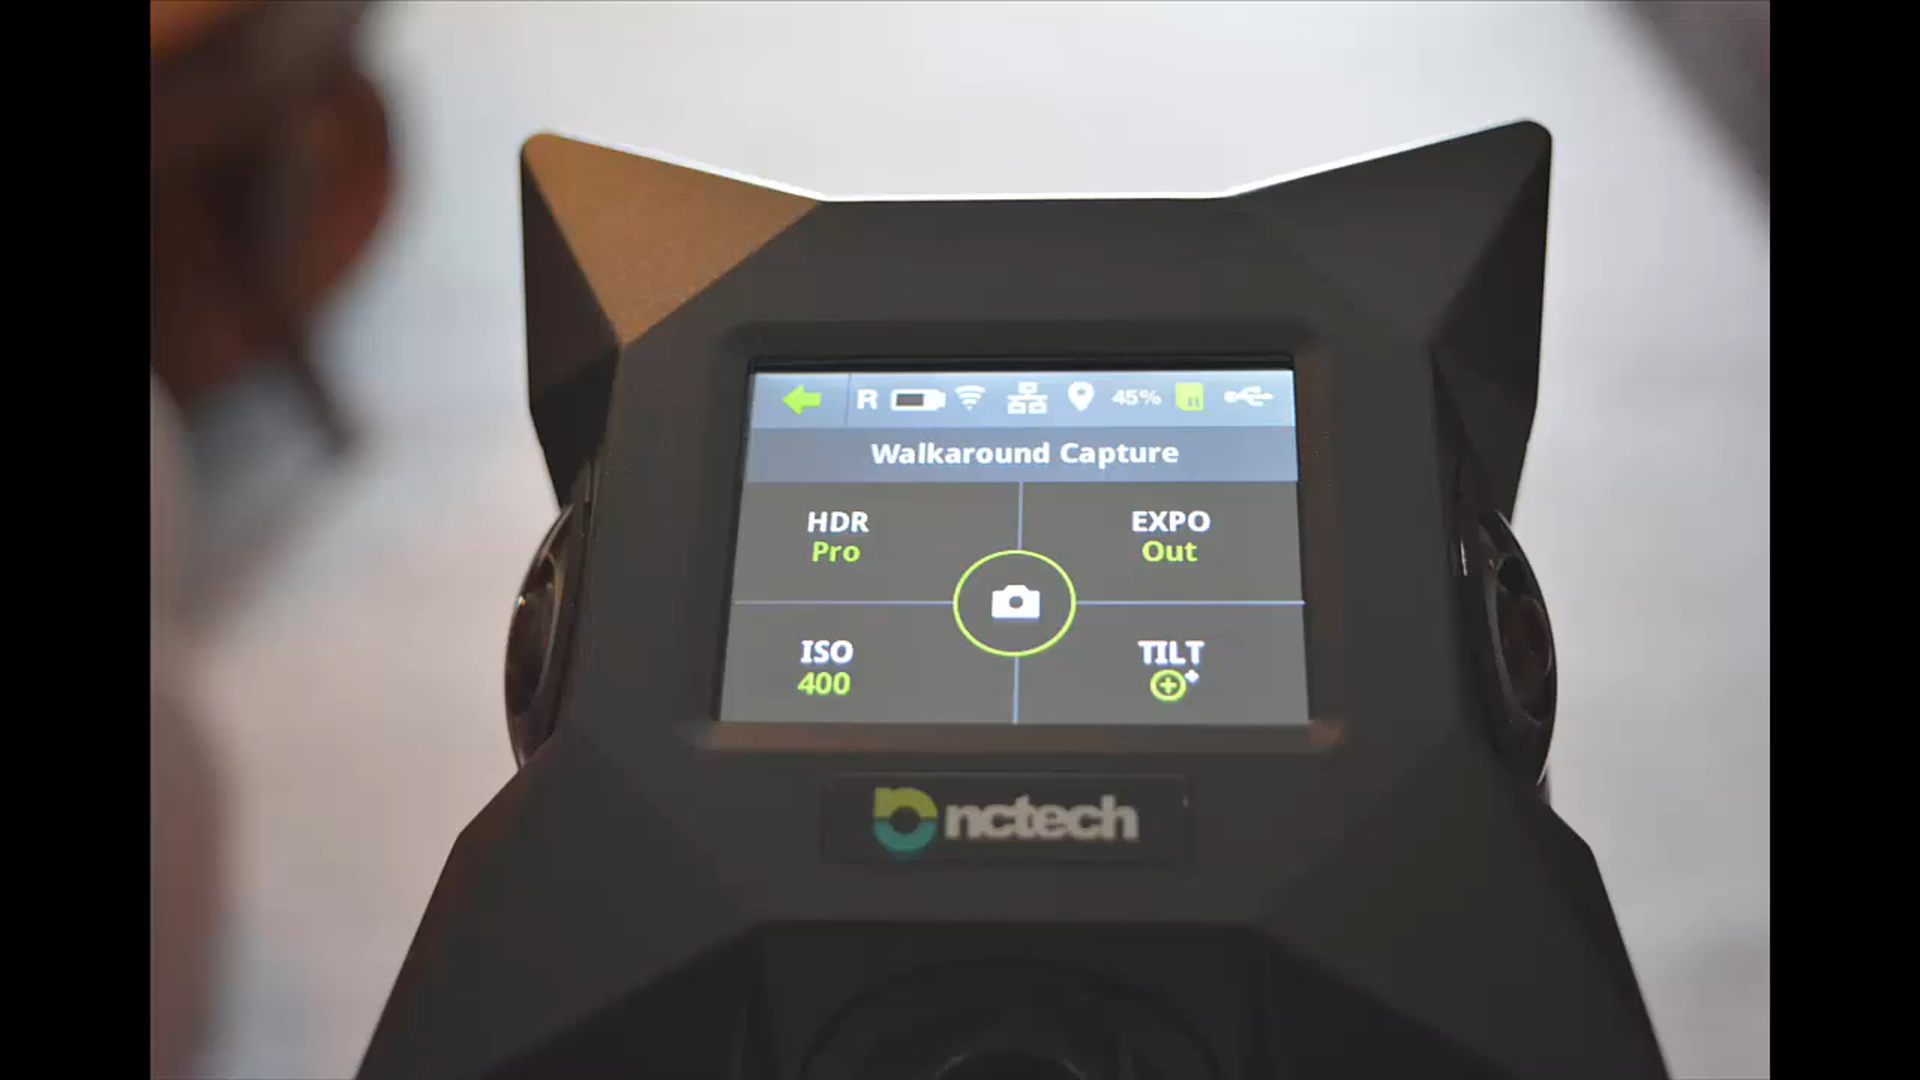 R 45%
Walkaround Capture
HDR
Pro
EXPO
Out
ISO
400
TILT
nctech